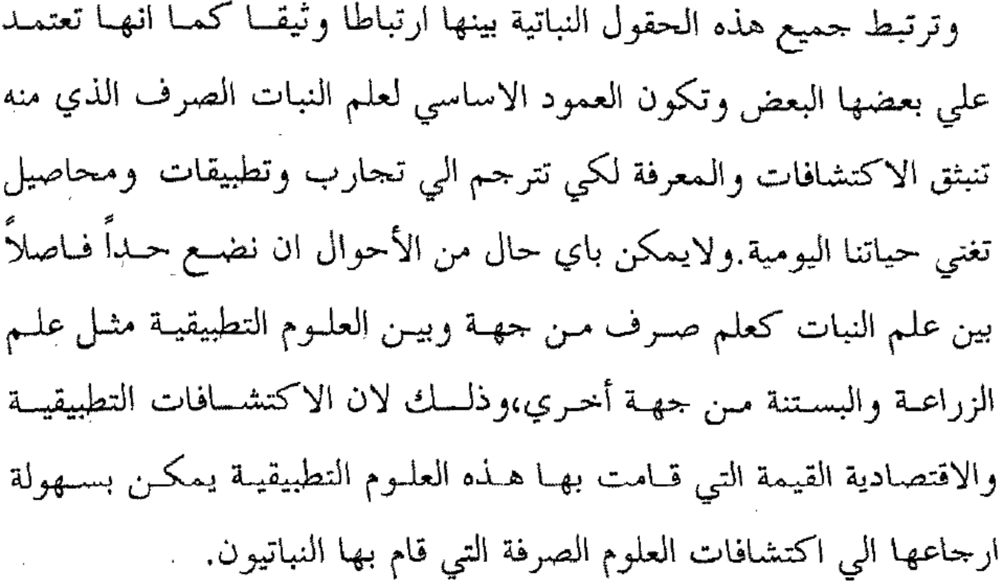 وترتبط جميع هذه الحقول النباتية بينها ارتباطا وثيقا كما انها تعتمد
علي بعضها البعض وتكون العمود الاساسي لعلم النبات الصرف الذي منه
تنبثق الاكتشافات والمعرفة لكي تترجم الي تجارب وتطبيقات ومحاصيل
تغني حياتنا اليومية.ولايمكن باي حال من الأحوال ان نضع حداً فاصلاً
بين علم النبات كعلم صرف من جهة وبين العلوم التطبيقية مثل علم
الزراعة والبستنة من جهة أخري،وذلك لان الاكتشافات التطبيقية
والاقتصادية القيمة التي قامت بها هذه العلوم التطبيقية يمكن بسهولة
ارجاعها الي اكتشافات العلوم الصرفة التي قام بها النباتيون.